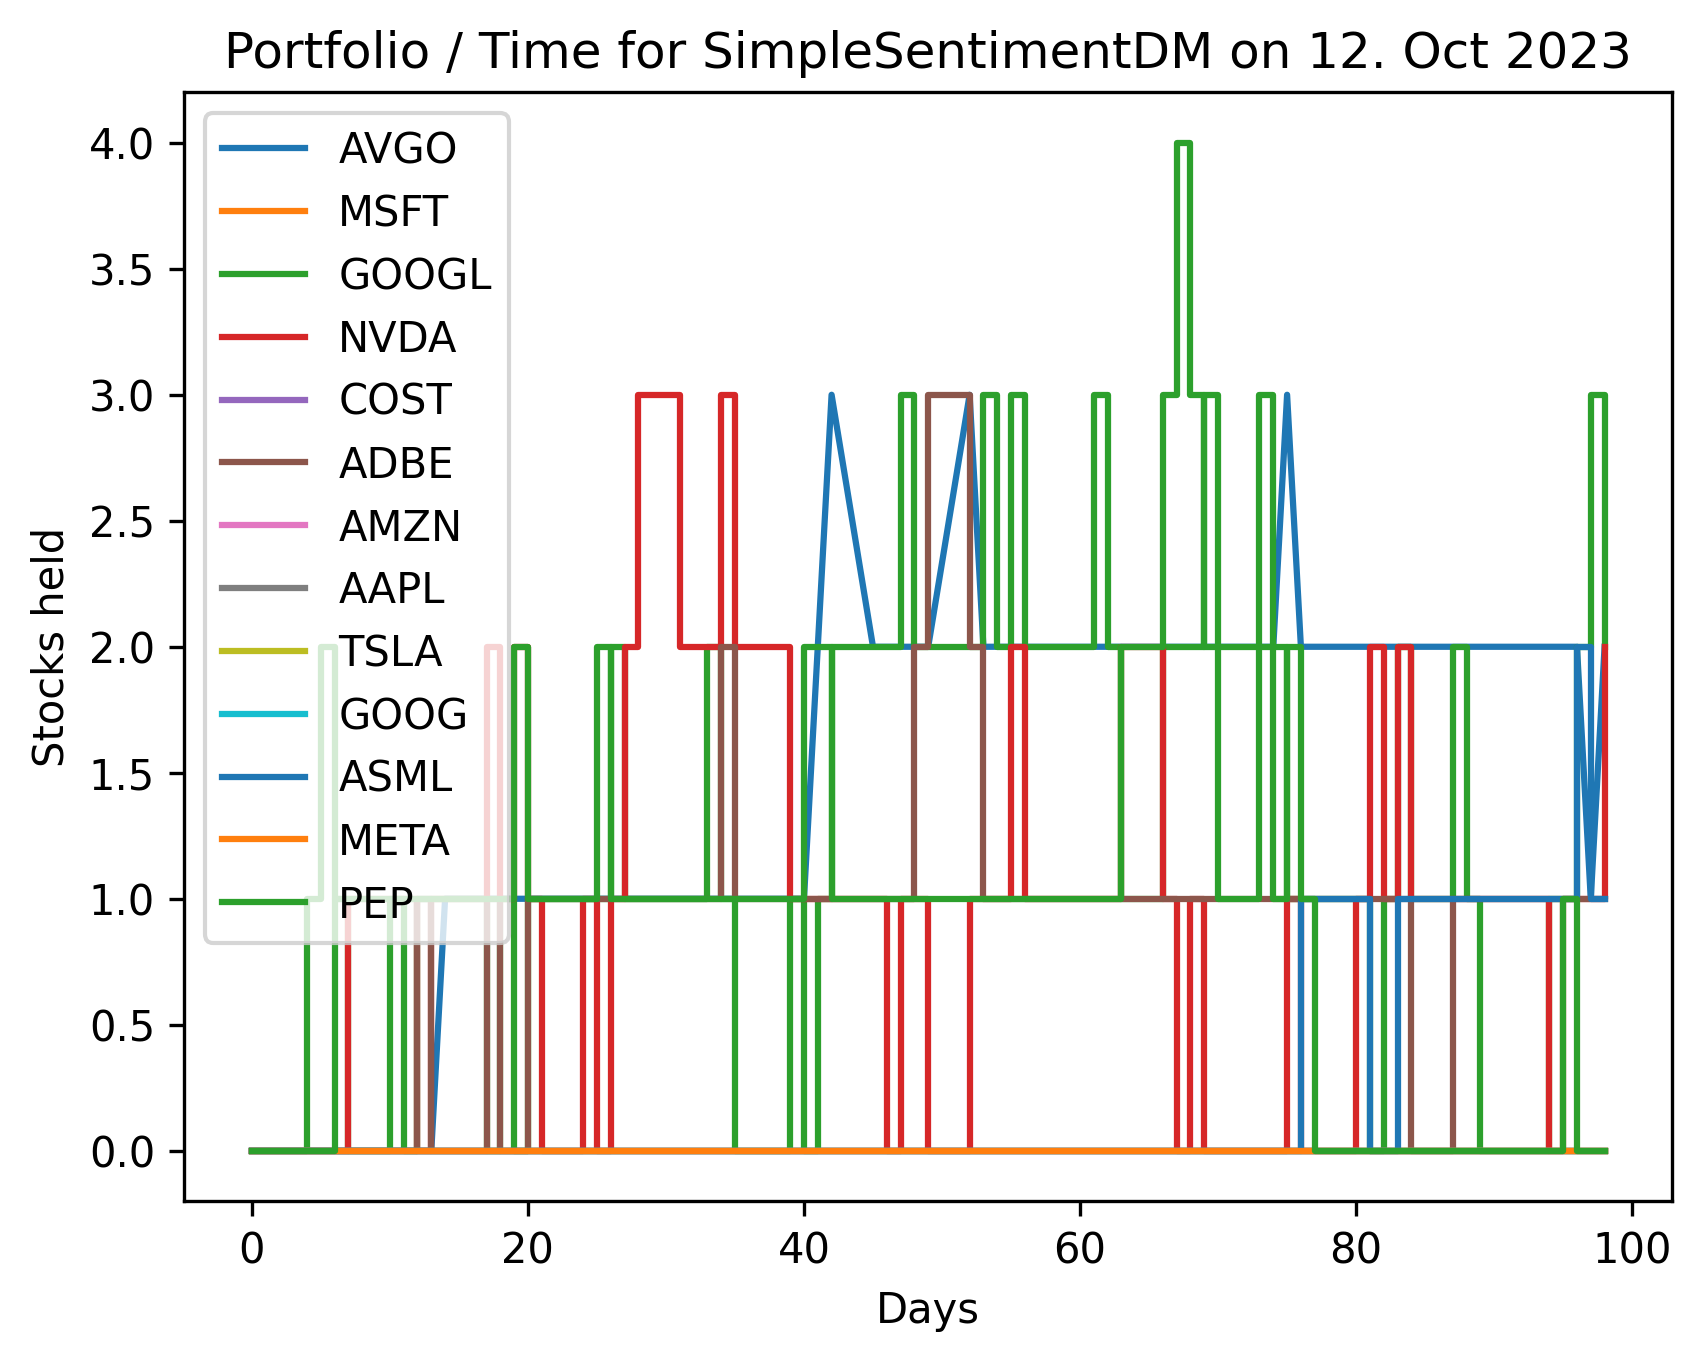 Portfolio / Time for SimpleSentimentDM on 12. Oct 2023
4.0
3.5
3.0
2.5
2.0
1.5
1.0
0.5
0.0
Stocks held
AVGO
MSFT
GOOGL
NVDA
COST
ADBE
AMZN
AAPL
TSLA
GOOG
ASML
META
PEP
0
20
40
60
80
100
Days